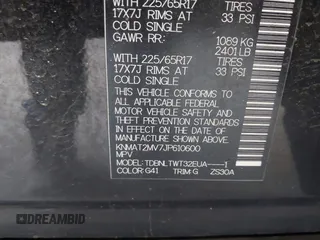 WITH 225/65R17 TIRES
17X7J RIMS AT 33 PSI
COLD SINGLE
GAWR RR: 1089 KG
2401 LB
WITH 225/65R17 TIRES
17X7J RIMS AT 33 PSI
COLD SINGLE
THIS VEHICLE CONFORMS TO ALL
APPLICABLE U.S. FEDERAL
MOTOR VEHICLE SAFETY AND
THEFT PREVENTION STANDARDS
IN EFFECT ON THE DATE
OF MANUFACTURE SHOWN ABOVE.
KNMAT2MV7JP610600
MPV
MODEL: TDBNLTWT32EUA-----1
COLOR: G41 TRIM G ZS30A
DREAMBID